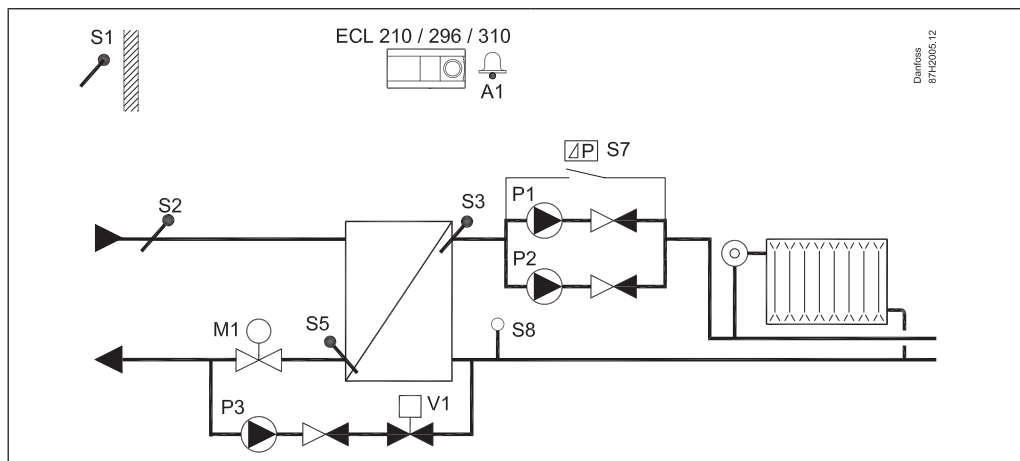 S1
ECL 210 / 296 / 310
A1
Danfoss
87H2005.12
⊿P S7
P1
S3
S2
P2
M1
S5
S8
P3
V1